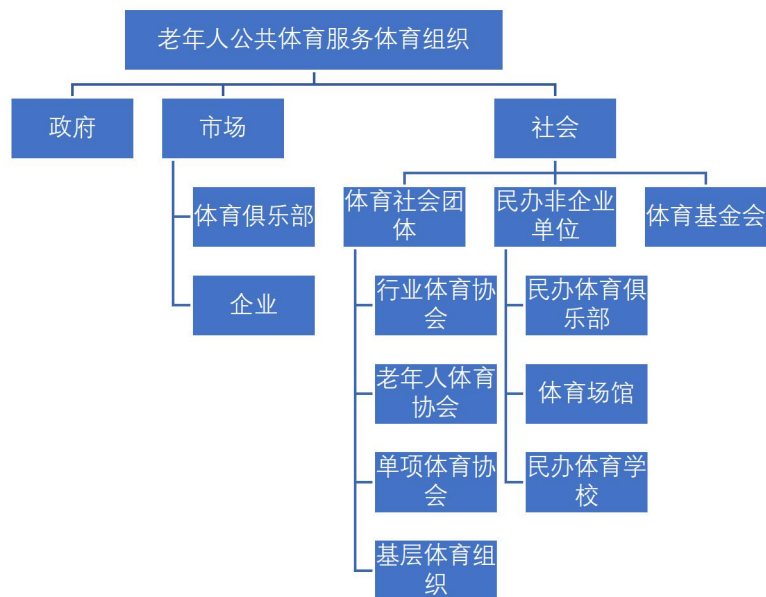 老年人公共体育服务体育组织
政府
市场
社会
体育俱乐部
企业
体育社会团
体
民办非企业
单位
体育基金会
行业体育协
会
老年人体育
协会
单项体育协
会
基层体育组
织
民办体育俱
乐部
体育场馆
民办体育学
校